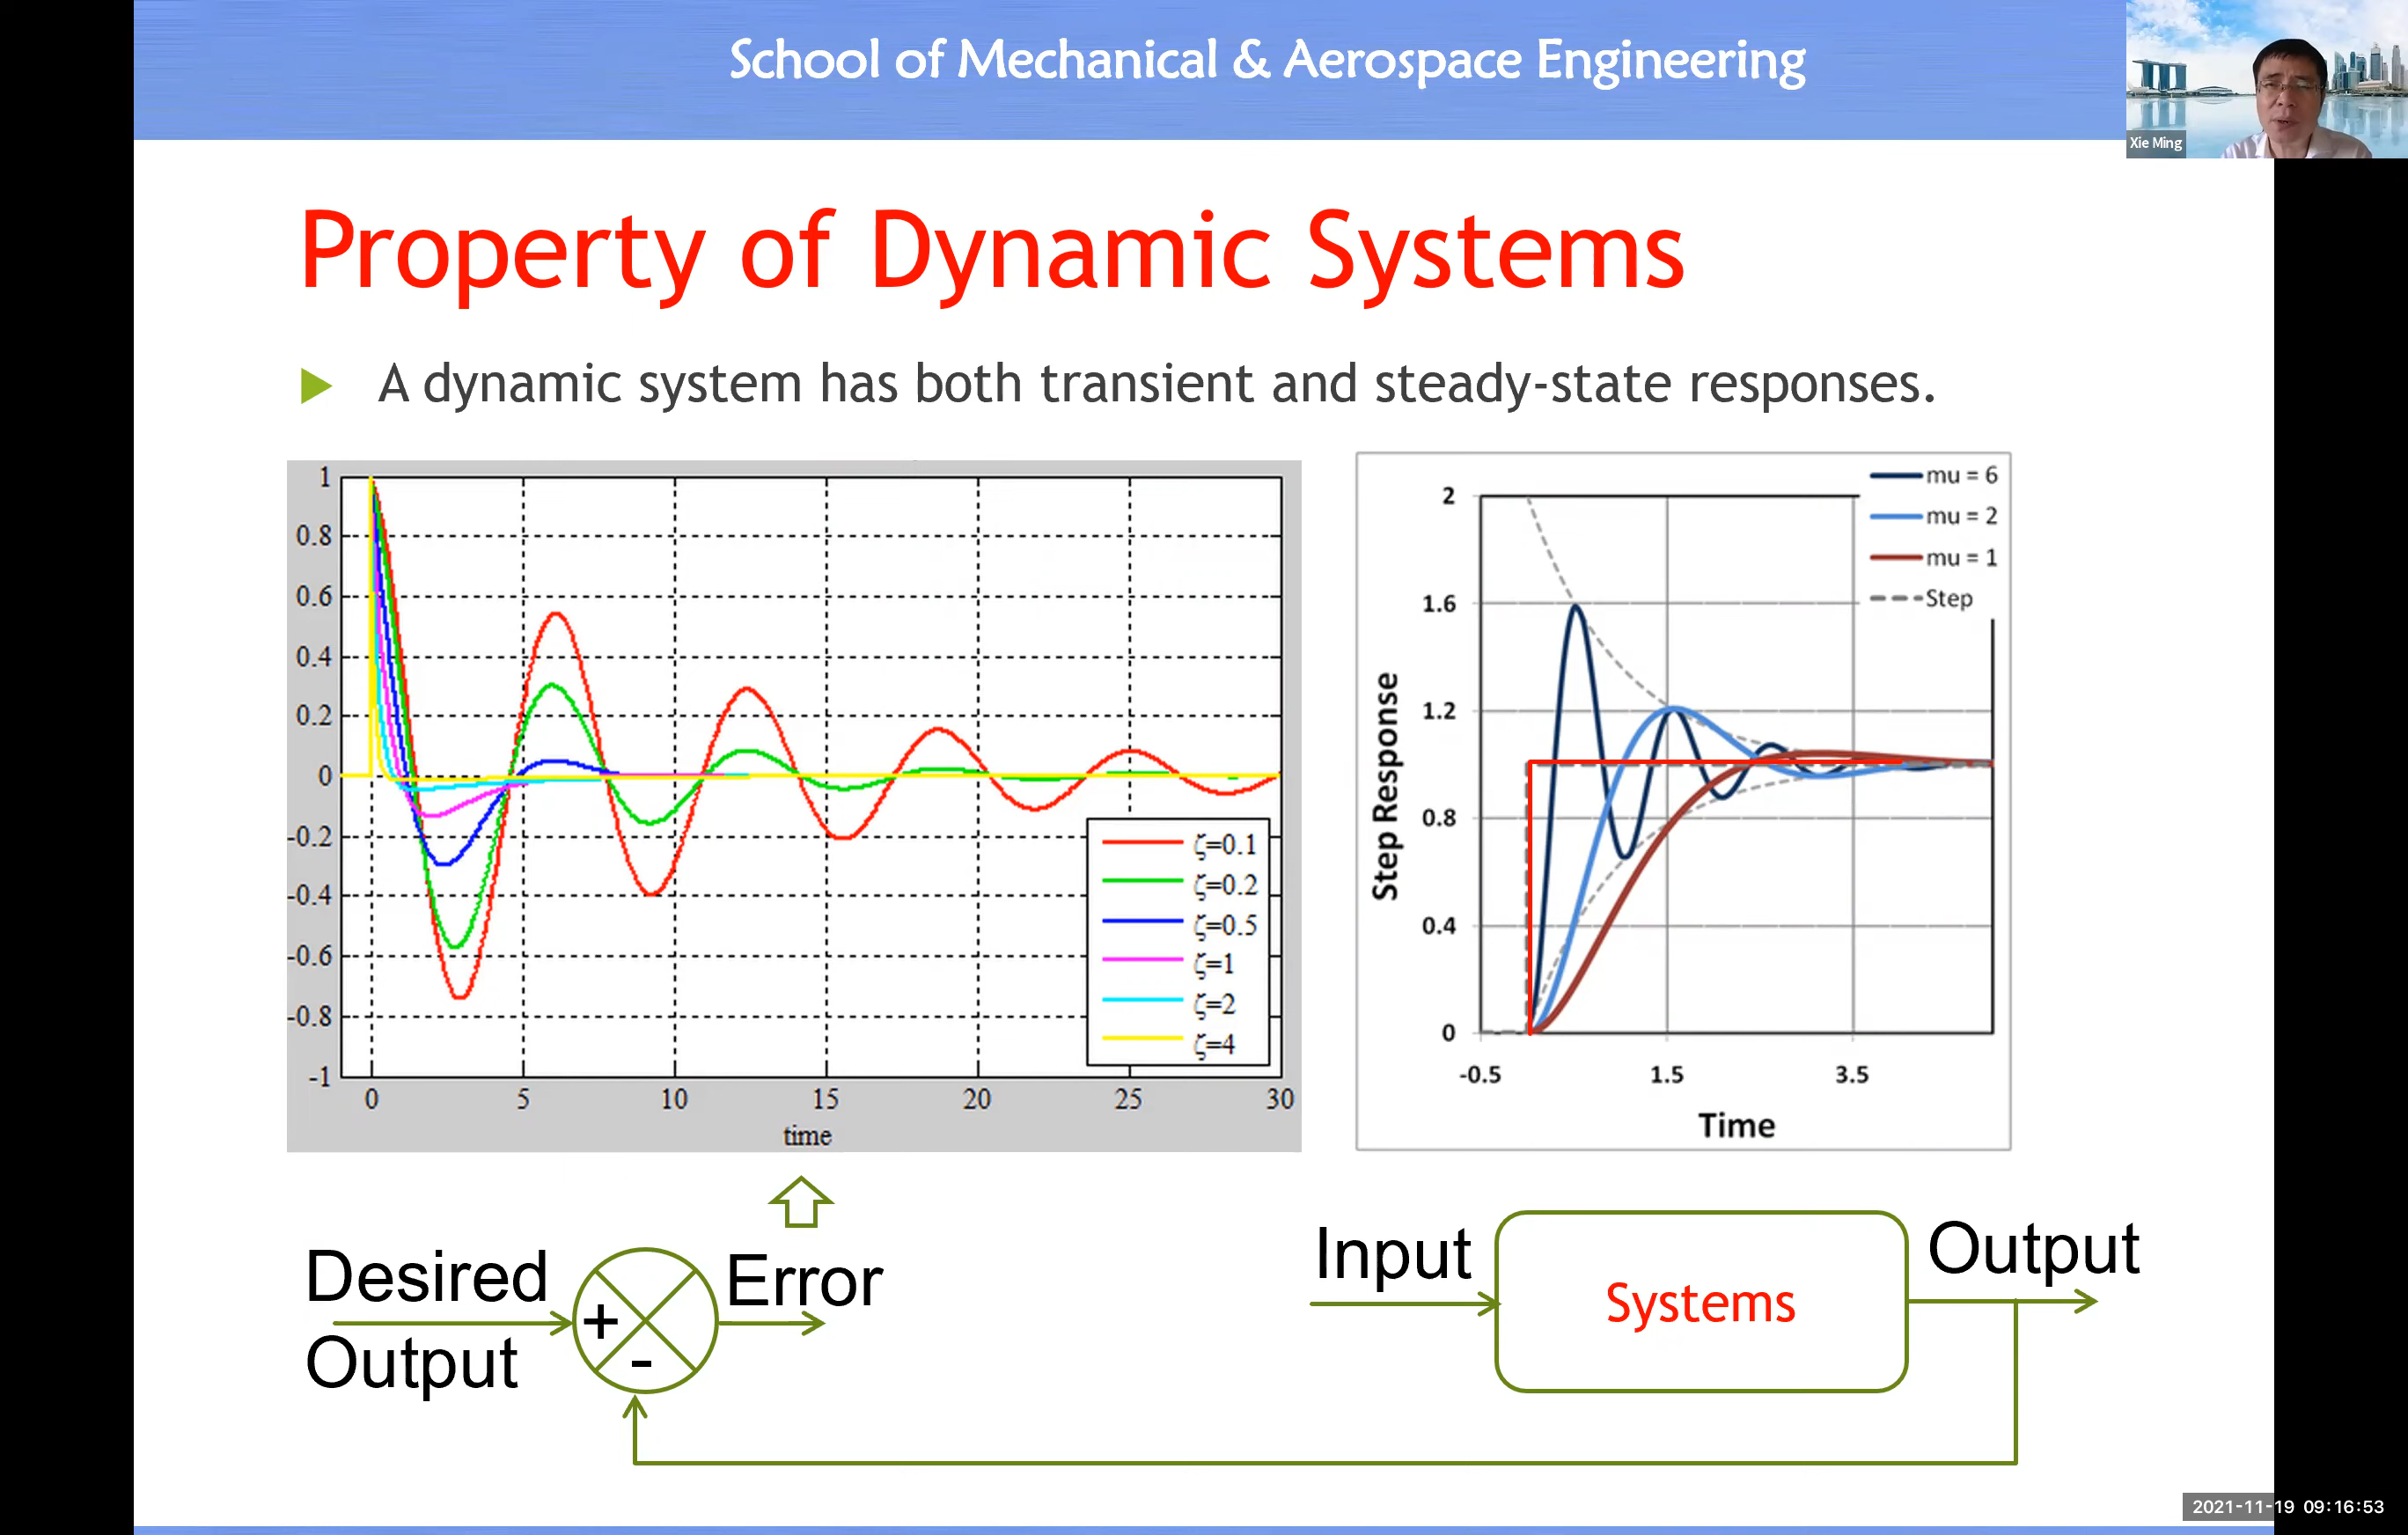 School of Mechanical & Aerospace Engineering
Xie Ming
Property of Dynamic Systems
A dynamic system has both transient and steady-state responses.
1
0.8
0.6
0.4
0.2
0
-0.2
-0.4
-0.6
-0.8
-1
0 5 10 15 20 25 30
time
ζ=0.1
ζ=0.2
ζ=0.5
ζ=1
ζ=2
ζ=4
mu = 6
mu = 2
mu = 1
Step
2
1.6
1.2
0.8
0.4
0
Step Response
-0.5 1.5 3.5
Time
Desired
Output
+
-
Error
Input
Systems
Output
2021-11-19 09:16:53